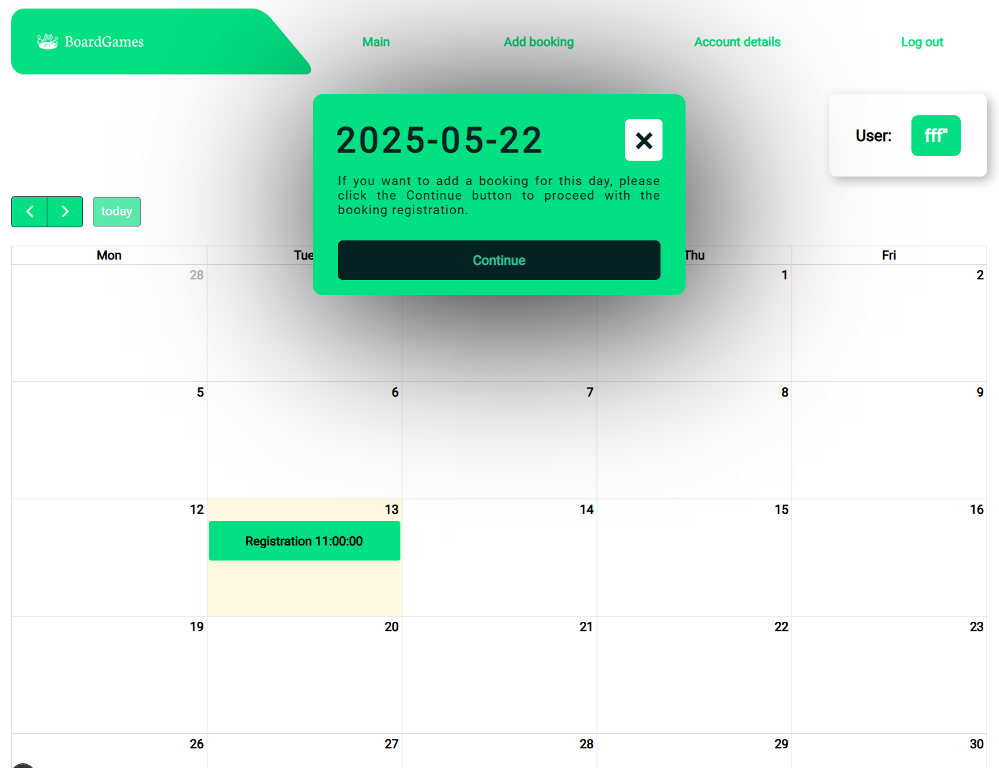 BoardGames
Main
Add booking
Account details
Log out
2025-05-22
If you want to add a booking for this day, please
click the Continue button to proceed with the
booking registration.
Continue
User:
fff"
today
Mon
Tue
Thu
Fri
28
1
2
5
6
7
8
9
12
13
14
15
16
Registration 11:00:00
19
20
21
22
23
26
27
28
29
30